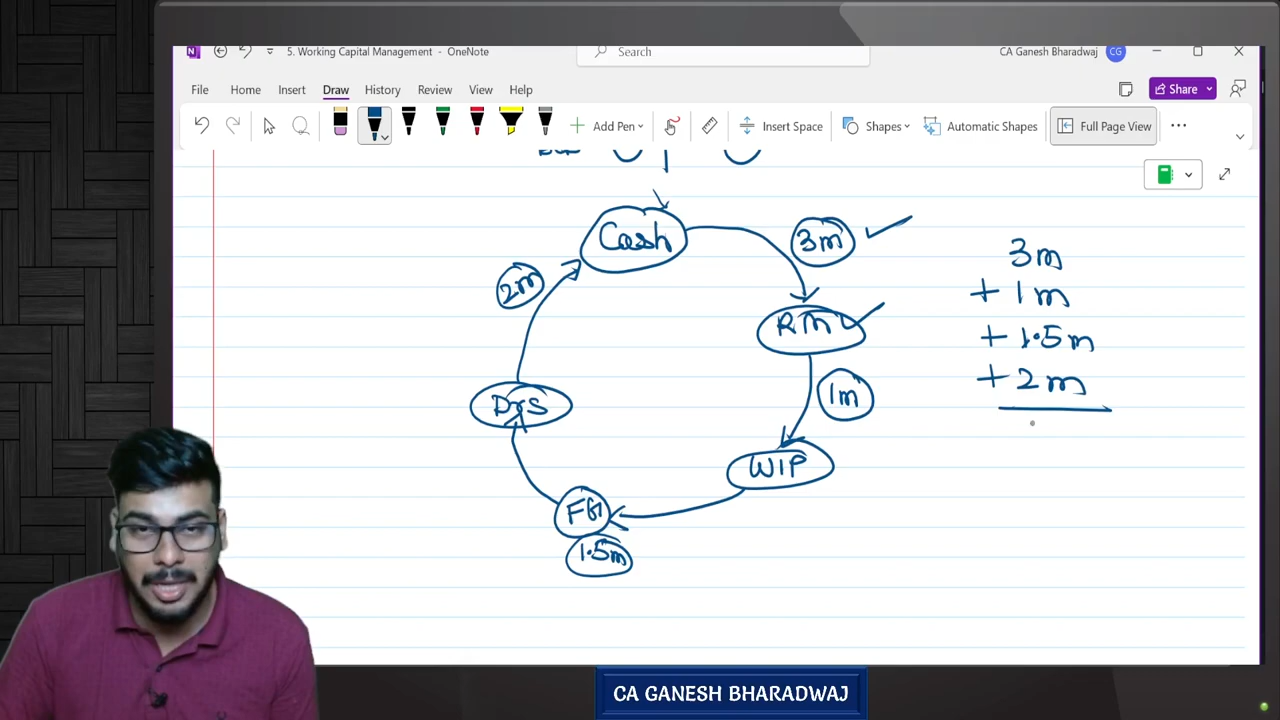 5. Working Capital Management - OneNote
Search
CA Ganesh Bharadwaj
CG
File
Home
Insert
Draw
History
Review
View
Help
Share
Add Pen
Insert Space
Shapes
Automatic Shapes
Full Page View
Cash
3m
2m
RM
1m
Drs
WIP
FG
1.5m
3m
+ 1m
+ 1.5m
+ 2m
CA GANESH BHARADWAJ